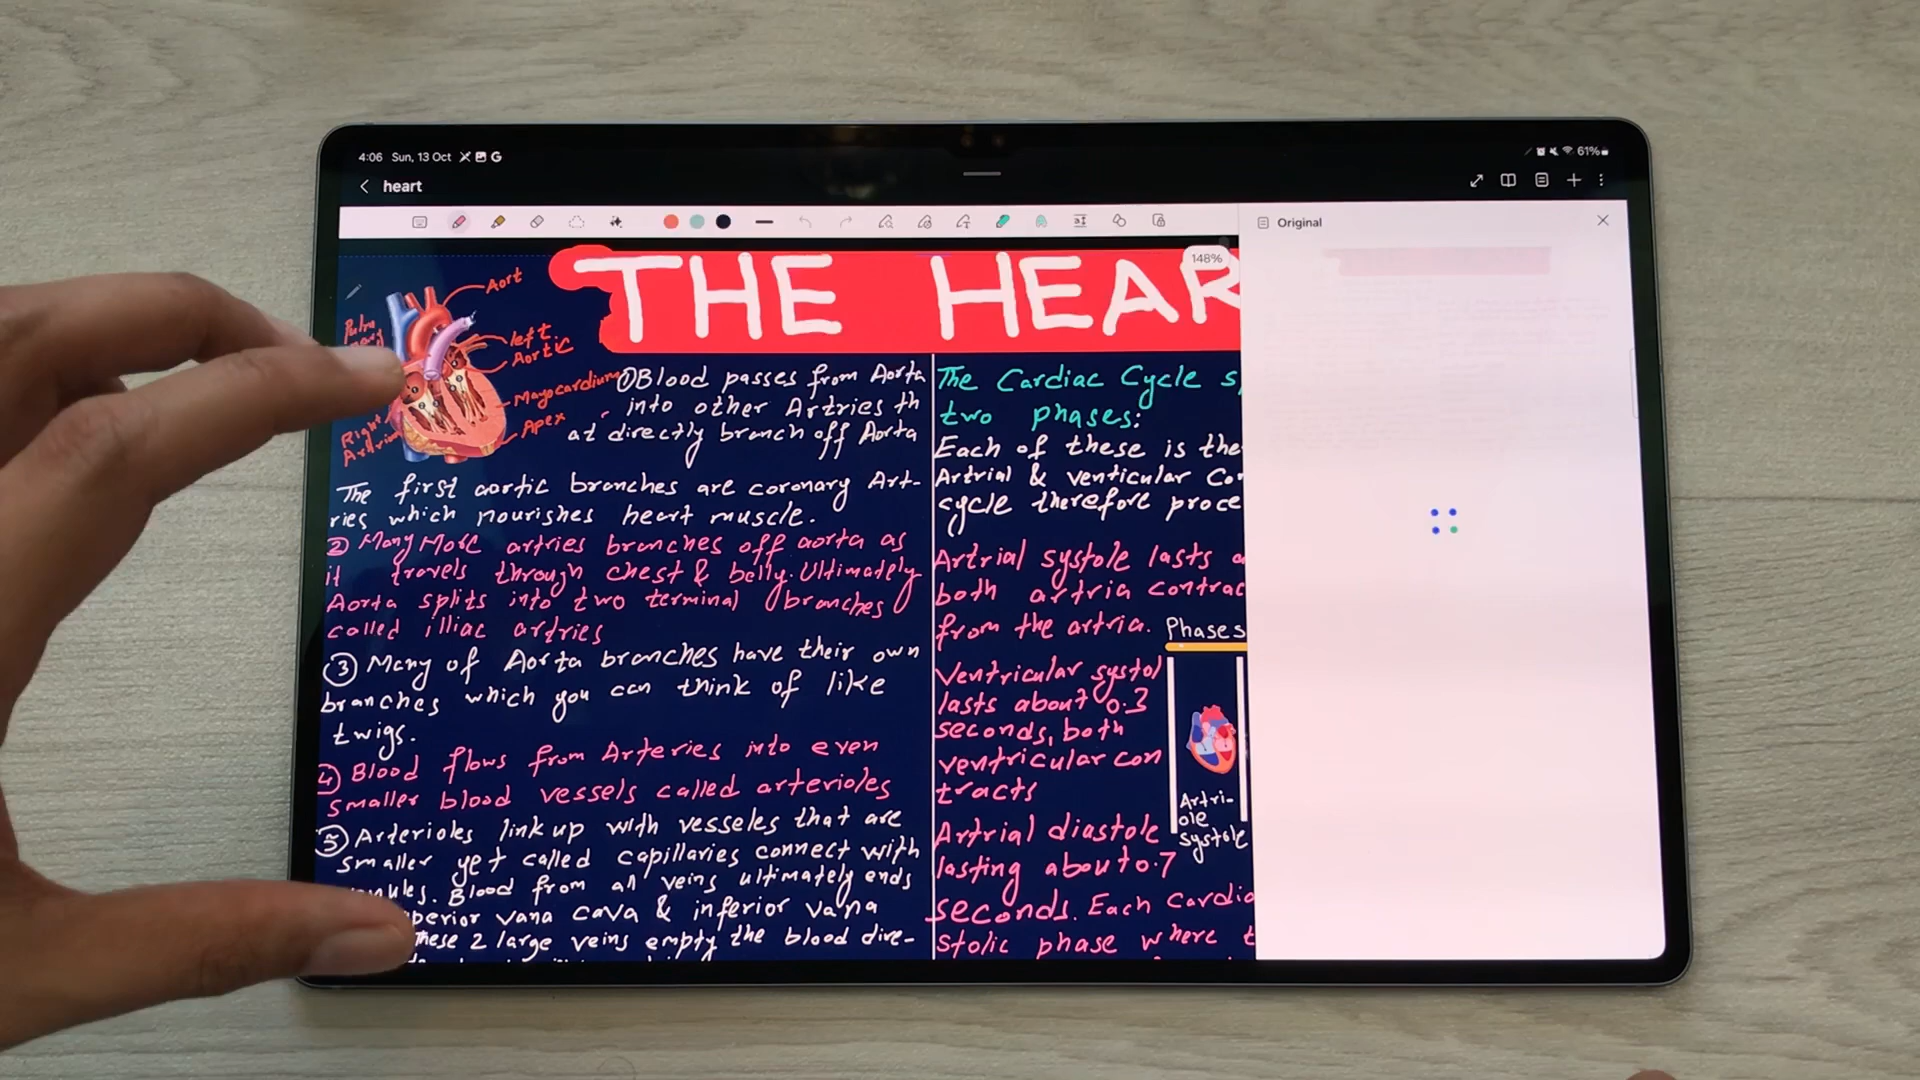 4:06 Sun, 13 Oct
61%
heart
Original
148%
THE HEAR
Aort
left
Aortic
Mayocardium
Apex
Right
① Blood passes from Aorta
into other Artries th
at directly branch off Aorta
The first aortic branches are coronary Art-
ries which nourishes heart muscle.
② Many More artries branches off aorta as
it travels through chest & belly. Ultimately
Aorta splits into two terminal branches
called illiac artries
③ Many of Aorta branches have their own
branches which you can think of like
twigs.
④ Blood flows from Arteries into even
smaller blood vessels called arterioles
⑤ Arterioles link up with vesseles that are
smaller yet called capillaries connect with
Blood from all veins ultimately ends
perior vana cava & inferior vana
these 2 large veins empty the blood dire-
The Cardiac Cycle
two phases:
Each of these is the
Artrial & venticular Co
cycle therefore proce
Artrial systole lasts a
both artria contrac
from the artria.
Phases
Ventricular systol
lasts about 0.3
seconds, both
ventricular con
tracts
Artrial diastole
lasting about 0.7
seconds. Each Cardia
stolic phase where t
Artri-
ole
systole